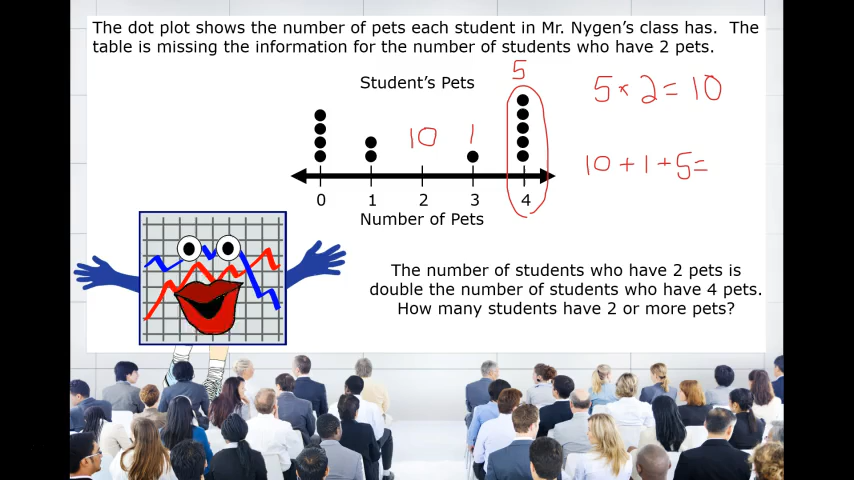 The dot plot shows the number of pets each student in Mr. Nygen's class has. The
table is missing the information for the number of students who have 2 pets.
5
Student's Pets
5 × 2 = 10
10 1
10 + 1 + 5 =
0 1 2 3 4
Number of Pets
The number of students who have 2 pets is
double the number of students who have 4 pets.
How many students have 2 or more pets?